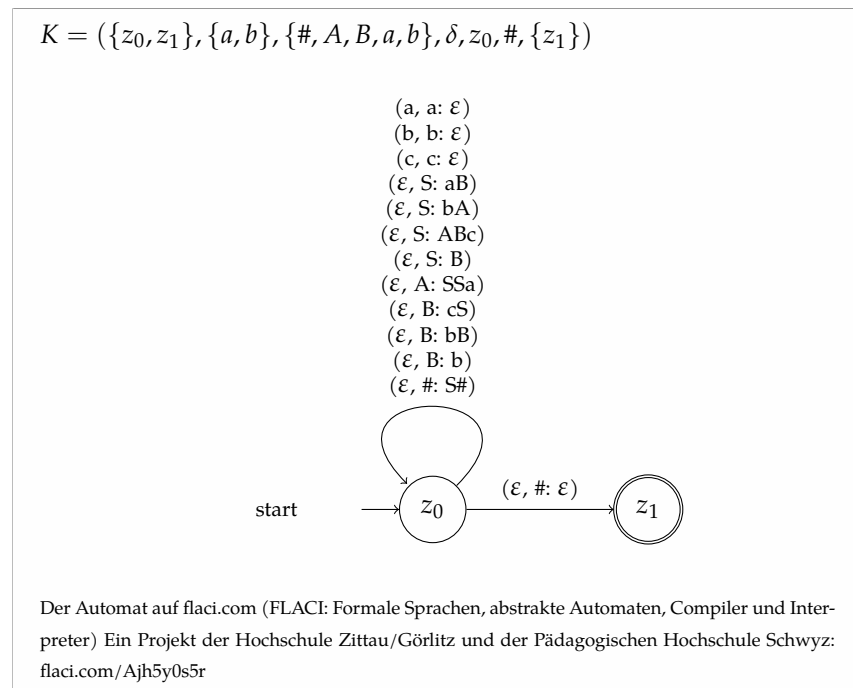 K = ({z₀, z₁}, {a, b}, {#, A, B, a, b}, δ, z₀, #, {z₁})
(a, a: ε)
(b, b: ε)
(c, c: ε)
(ε, S: aB)
(ε, S: bA)
(ε, S: ABc)
(ε, S: B)
(ε, A: SSa)
(ε, B: cS)
(ε, B: bB)
(ε, B: b)
(ε, #: S#)
(ε, #: ε)
start z₀ z₁
Der Automat auf flaci.com (FLACI: Formale Sprachen, abstrakte Automaten, Compiler und Inter-
preter) Ein Projekt der Hochschule Zittau/Görlitz und der Pädagogischen Hochschule Schwyz:
flaci.com/Ajh5y0s5r